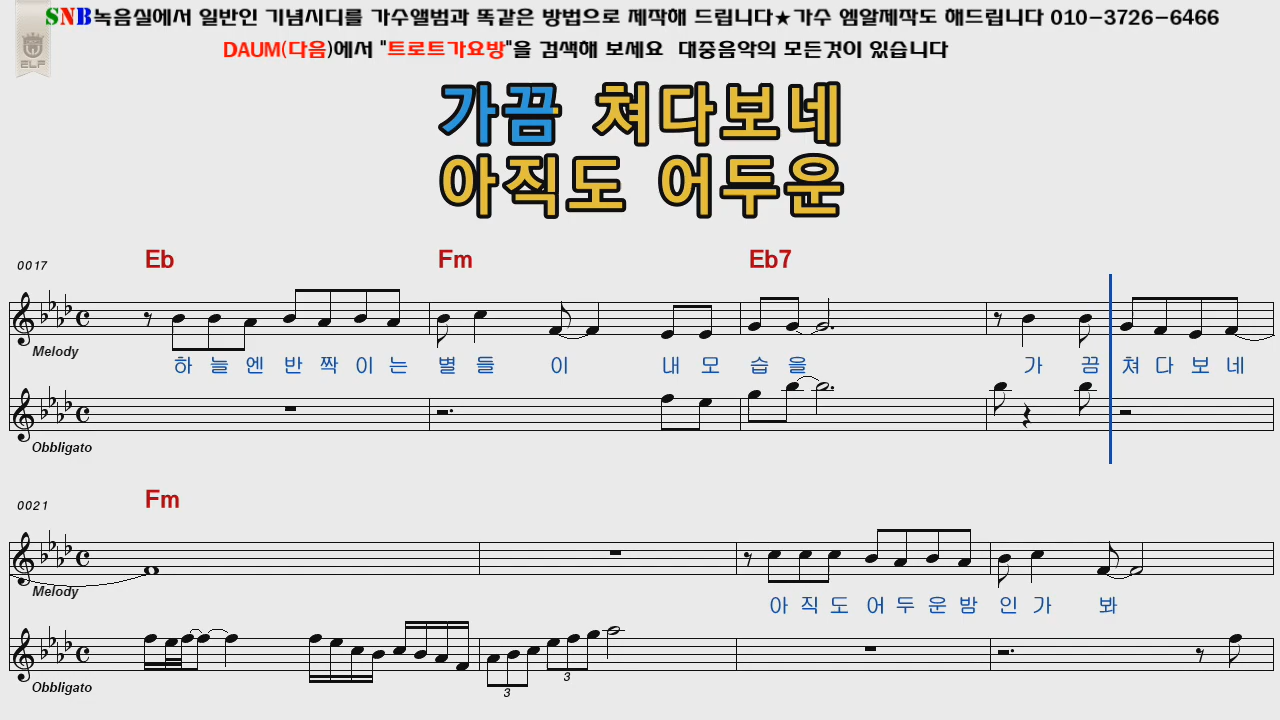 SNB녹음실에서 일반인 기념시디를 가수앨범과 똑같은 방법으로 제작해 드립니다★가수 엠알제작도 해드립니다 010-3726-6466
ELF
DAUM(다음)에서 "트로트가요방"을 검색해 보세요 대중음악의 모든것이 있습니다
가끔 쳐다보네
아직도 어두운
0017 Eb Fm Eb7
Melody
하 늘 엔 반 짝 이 는 별 들 이 내 모 습 을 가 끔 쳐 다 보 네
Obbligato
0021 Fm
Melody
아 직 도 어 두 운 밤 인 가 봐
Obbligato
3 3